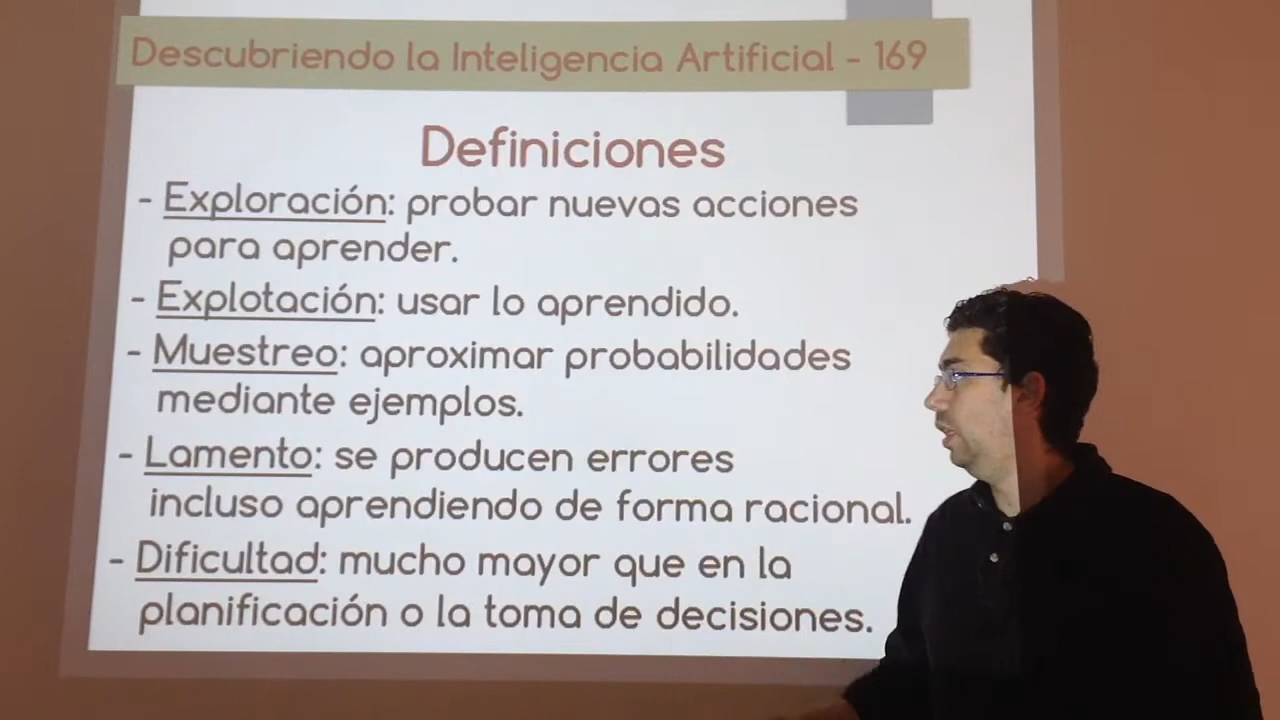 Descubriendo la Inteligencia Artificial - 169
Definiciones
- Exploración: probar nuevas acciones
para aprender.
- Explotación: usar lo aprendido.
- Muestreo: aproximar probabilidades
mediante ejemplos.
- Lamento: se producen errores
incluso aprendiendo de forma racional.
- Dificultad: mucho mayor que en la
planificación o la toma de decisiones.